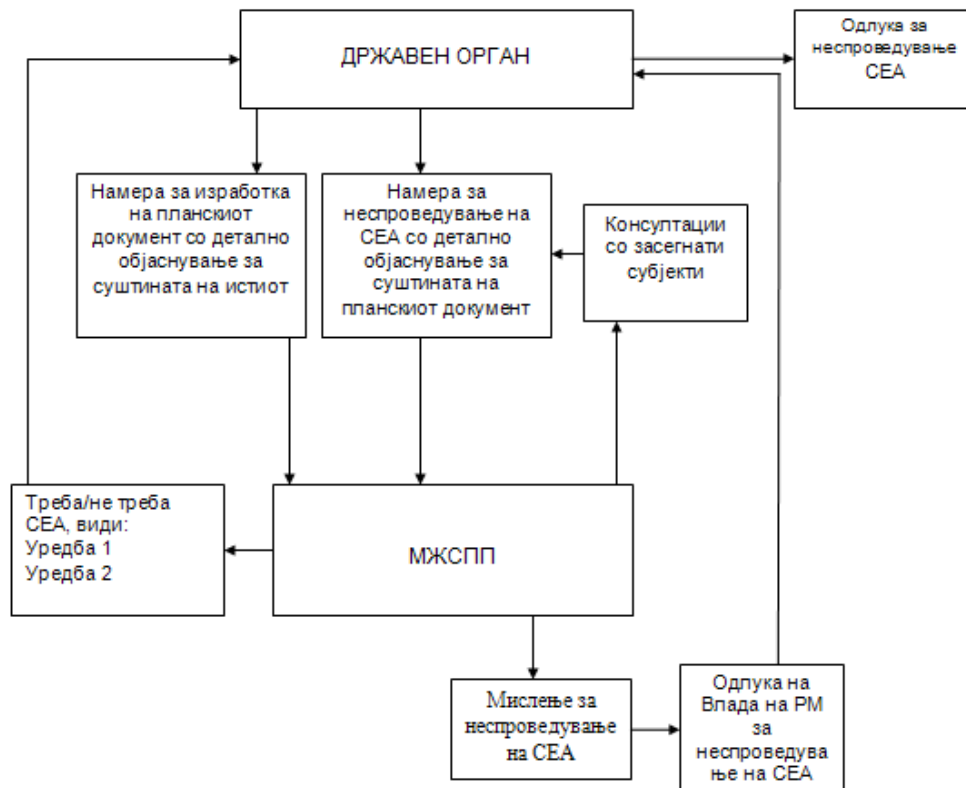 ДРЖАВЕН ОРГАН
Одлука за
неспроведување
СЕА
Намера за изработка
на планскиот
документ со детално
објаснување за
суштината на истиот
Намера за
неспроведување на
СЕА со детално
објаснување за
суштината на
планскиот документ
Консултации
со засегнати
субјекти
Треба/не треба
СЕА, види:
Уредба 1
Уредба 2
МЖСПП
Мислење за
неспроведување
на СЕА
Одлука на
Влада на РМ
за
неспроведува
ње на СЕА